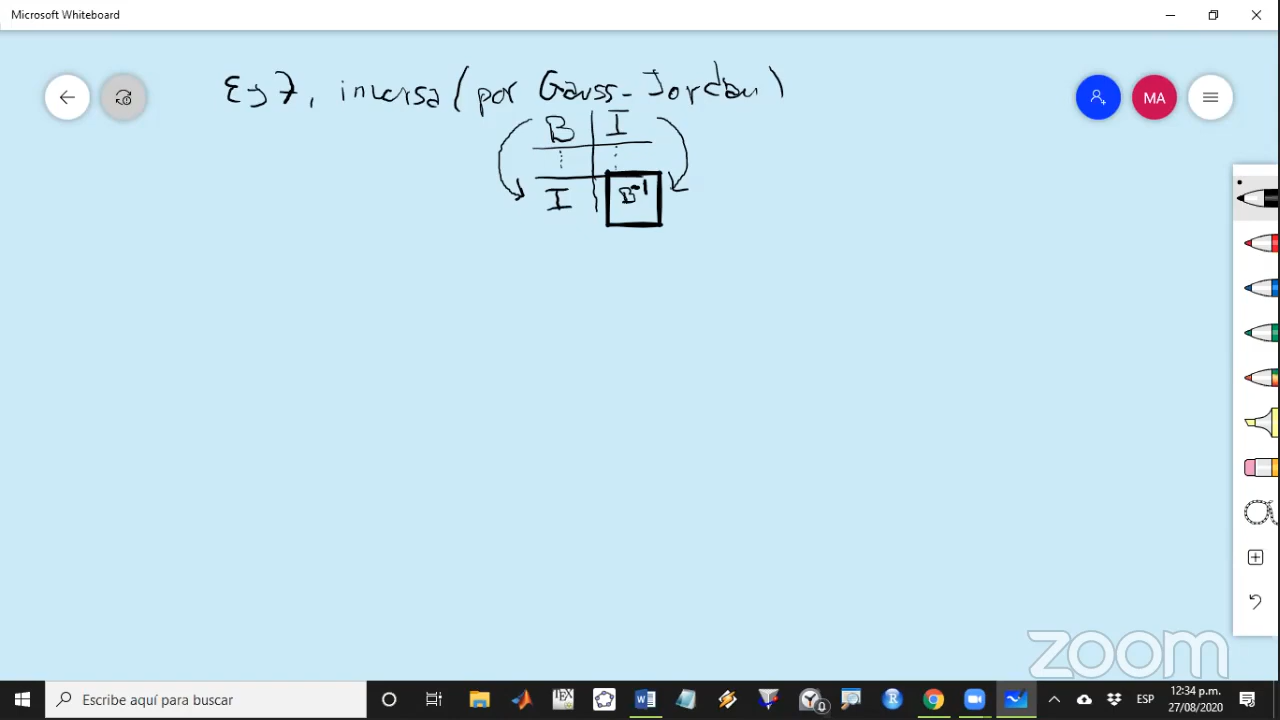 Microsoft Whiteboard
Ej 7, inversa (por Gauss-Jordan)
B | I
I | B⁻¹
MA
zoom
Escribe aquí para buscar
ESP
12:34 p.m.
27/08/2020